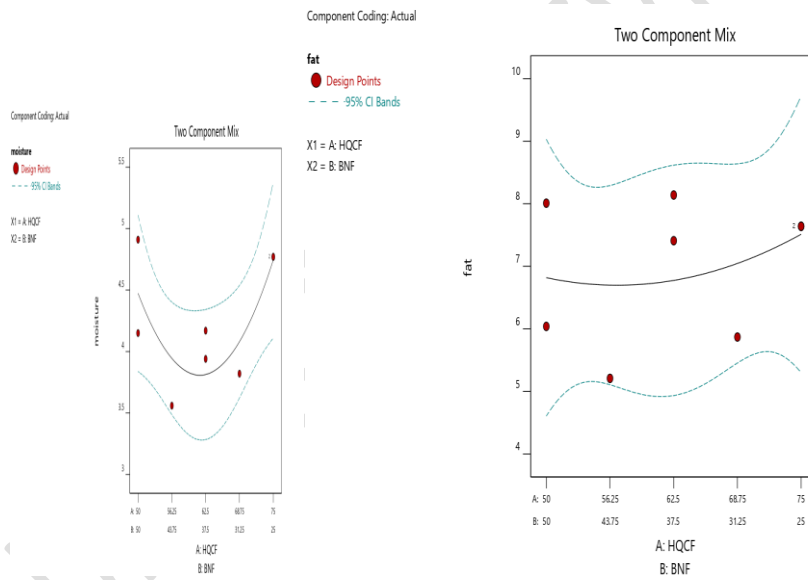 Component Coding: Actual
moisture
Design Points
95% CI Bands
X1 = A: HQCF
X2 = B: BNF
Two Component Mix
5.5
5
4.5
4
3.5
3
moisture
2
A: 50 56.25 62.5 68.75 75
B: 50 43.75 37.5 31.25 25
A: HQCF
B: BNF
Component Coding: Actual
fat
Design Points
95% CI Bands
X1 = A: HQCF
X2 = B: BNF
Two Component Mix
10
9
8
7
6
5
4
fat
2
A: 50 56.25 62.5 68.75 75
B: 50 43.75 37.5 31.25 25
A: HQCF
B: BNF